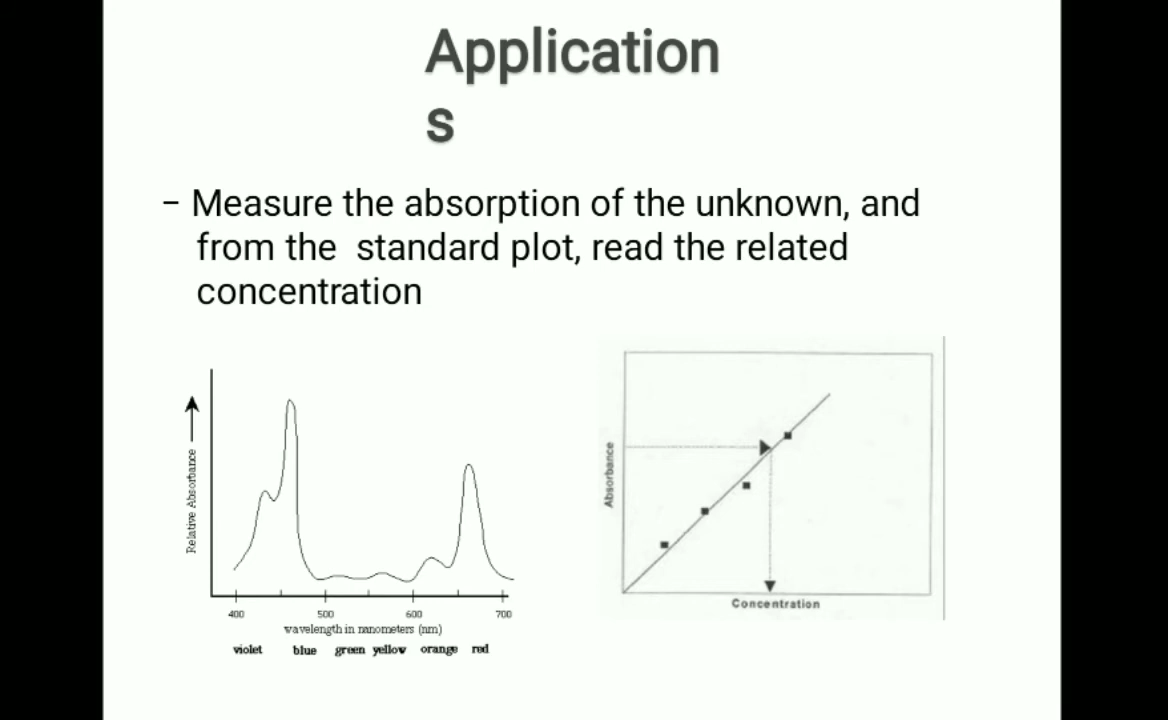 Application
s
– Measure the absorption of the unknown, and
from the  standard plot, read the related
concentration
Relative Absorbance
400 500 600 700
wavelength in nanometers (nm)
violet blue green yellow orange red
Absorbance
Concentration